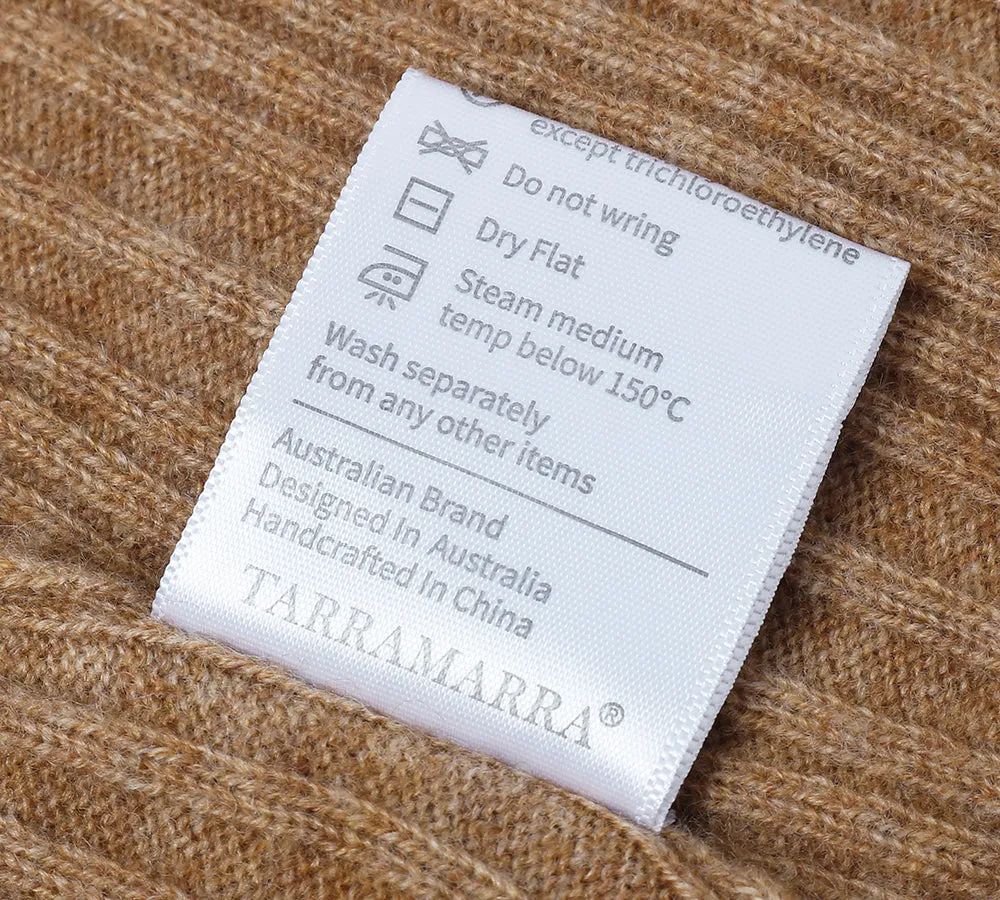 except trichloroethylene
Do not wring
Dry Flat
Steam medium
temp below 150°C
Wash separately
from any other items
Australian Brand
Designed In Australia
Handcrafted In China
TARRAMARRA®